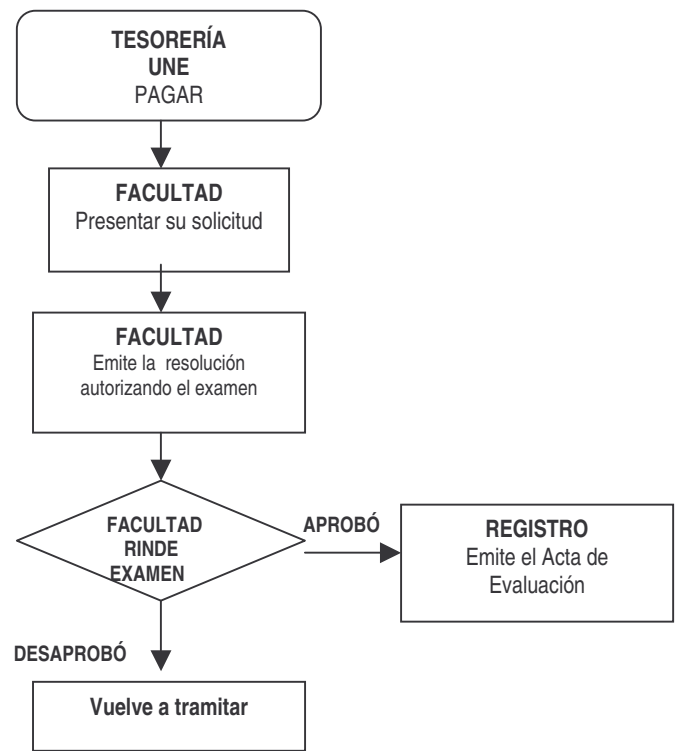 TESORERÍA
UNE
PAGAR
FACULTAD
Presentar su solicitud
FACULTAD
Emite la resolución
autorizando el examen
FACULTAD
RINDE
EXAMEN
APROBÓ
REGISTRO
Emite el Acta de
Evaluación
DESAPROBÓ
Vuelve a tramitar